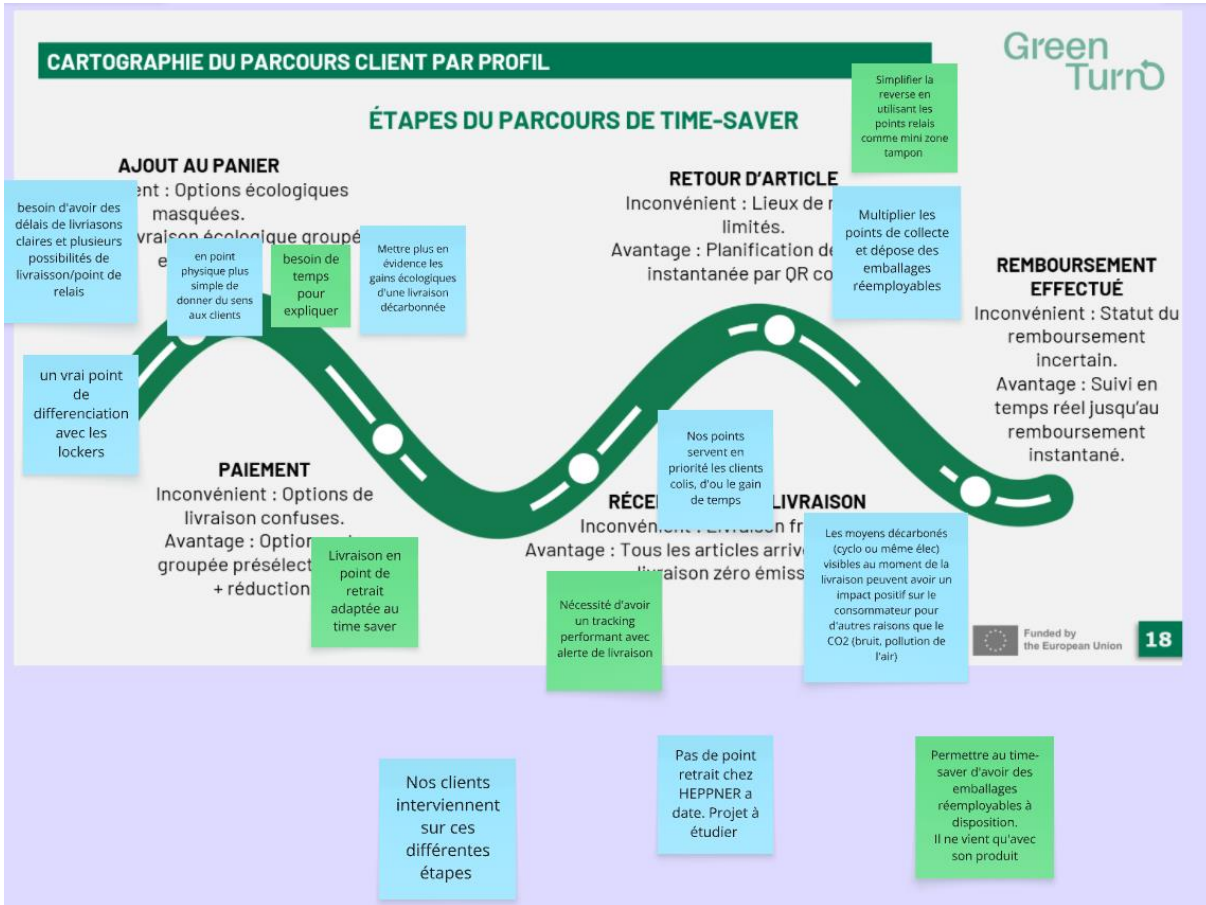 CARTOGRAPHIE DU PARCOURS CLIENT PAR PROFIL
Green
Turn
ÉTAPES DU PARCOURS DE TIME-SAVER
Simplifier la
reverse en
utilisant les
points relais
comme mini zone
tampon
AJOUT AU PANIER
ent : Options écologiques
masquées.
vraison écologique groupé
e
besoin d'avoir des
délais de livriasons
claires et plusieurs
possibilités de
livraisson/point de
relais
en point
physique plus
simple de
donner du sens
aux clients
besoin de
temps
pour
expliquer
Mettre plus en
évidence les
gains écologiques
d'une livraison
décarbonnée
un vrai point
de
differenciation
avec les
lockers
RETOUR D'ARTICLE
Inconvénient : Lieux de r
limités.
Avantage : Planification de
instantanée par QR co
Multiplier les
points de collecte
et dépose des
emballages
réemployables
REMBOURSEMENT
EFFECTUÉ
Inconvénient : Statut du
remboursement
incertain.
Avantage : Suivi en
temps réel jusqu'au
remboursement
instantané.
PAIEMENT
Inconvénient : Options de
livraison confuses.
Avantage : Option
groupée présélect
+ réduction
Livraison en
point de
retrait
adaptée au
time saver
Nos points
servent en
priorité les clients
colis, d'ou le gain
de temps
RÉCE LIVRAISON
Inconvénient : Livraison fr
Avantage : Tous les articles arrive
livraison zéro émiss
Nécessité d'avoir
un tracking
performant avec
alerte de livraison
Les moyens décarbonés
(cyclo ou même élec)
visibles au moment de la
livraison peuvent avoir un
impact positif sur le
consommateur pour
d'autres raisons que le
CO2 (bruit, pollution de
l'air)
Funded by
the European Union
18
Nos clients
interviennent
sur ces
différentes
étapes
Pas de point
retrait chez
HEPPNER a
date. Projet à
étudier
Permettre au time-
saver d'avoir des
emballages
réemployables à
disposition.
Il ne vient qu'avec
son produit